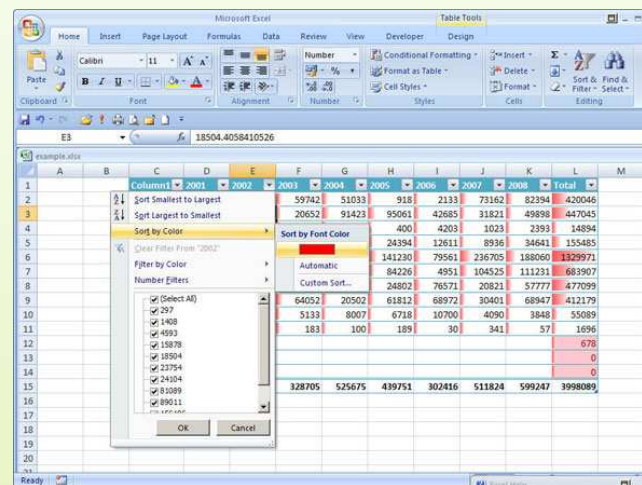 Microsoft Excel
Table Tools
Home Insert Page Layout Formulas Data Review View Developer Design
Calibri 11 A A Number Conditional Formatting Insert Σ
Paste B I U A % , Format as Table Delete Sort & Find &
Cell Styles Format Filter Select
Clipboard Font Alignment Number Styles Cells Editing
E3 fx 18504.4058410526
example.xlsx
A B C D E F G H I J K L M
1 Column1 2001 2002 2003 2004 2005 2006 2007 2008 Total
2 Sort Smallest to Largest 59742 51033 918 2133 73162 82394 420046
3 Sort Largest to Smallest 20652 91423 95061 42685 31821 49898 447045
4 Sort by Color Sort by Font Color 400 4203 1023 2393 14894
5 Clear Filter From "2002" 24394 12611 8936 34641 155485
6 Filter by Color 141230 79561 236705 188060 1329971
7 Number Filters Automatic 84226 4951 104525 111231 683907
8 (Select All) Custom Sort... 24802 76571 20821 57777 477099
9 297 64052 20502 61812 68972 30401 68947 412179
10 1408 5133 8007 6718 10700 4090 3848 55089
11 4593 183 100 189 30 341 57 1696
12 15878 678
13 18504 0
14 23754 0
15 24104 328705 525675 439751 302416 511824 599247 3998089
16 81089
17 89011
18 OK Cancel
19
20
Ready